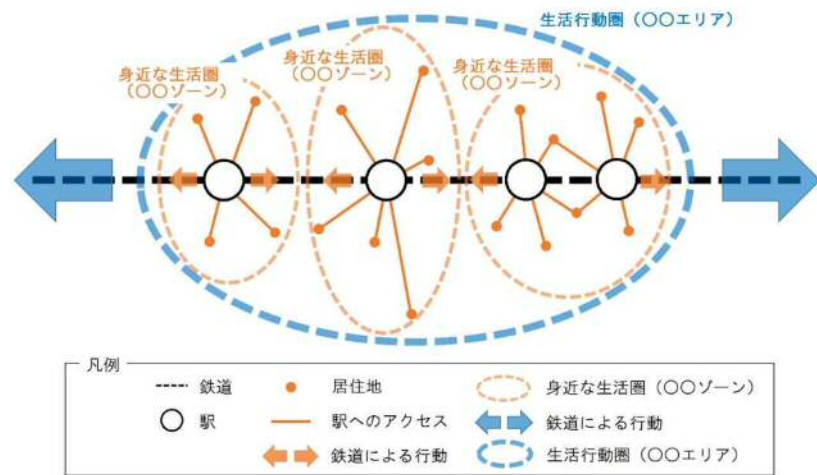 生活行動圏（〇〇エリア）
身近な生活圏
（〇〇ゾーン）
身近な生活圏
（〇〇ゾーン）
身近な生活圏
（〇〇ゾーン）
凡例
鉄道
居住地
身近な生活圏（〇〇ゾーン）
駅
駅へのアクセス
鉄道による行動
鉄道による行動
生活行動圏（〇〇エリア）